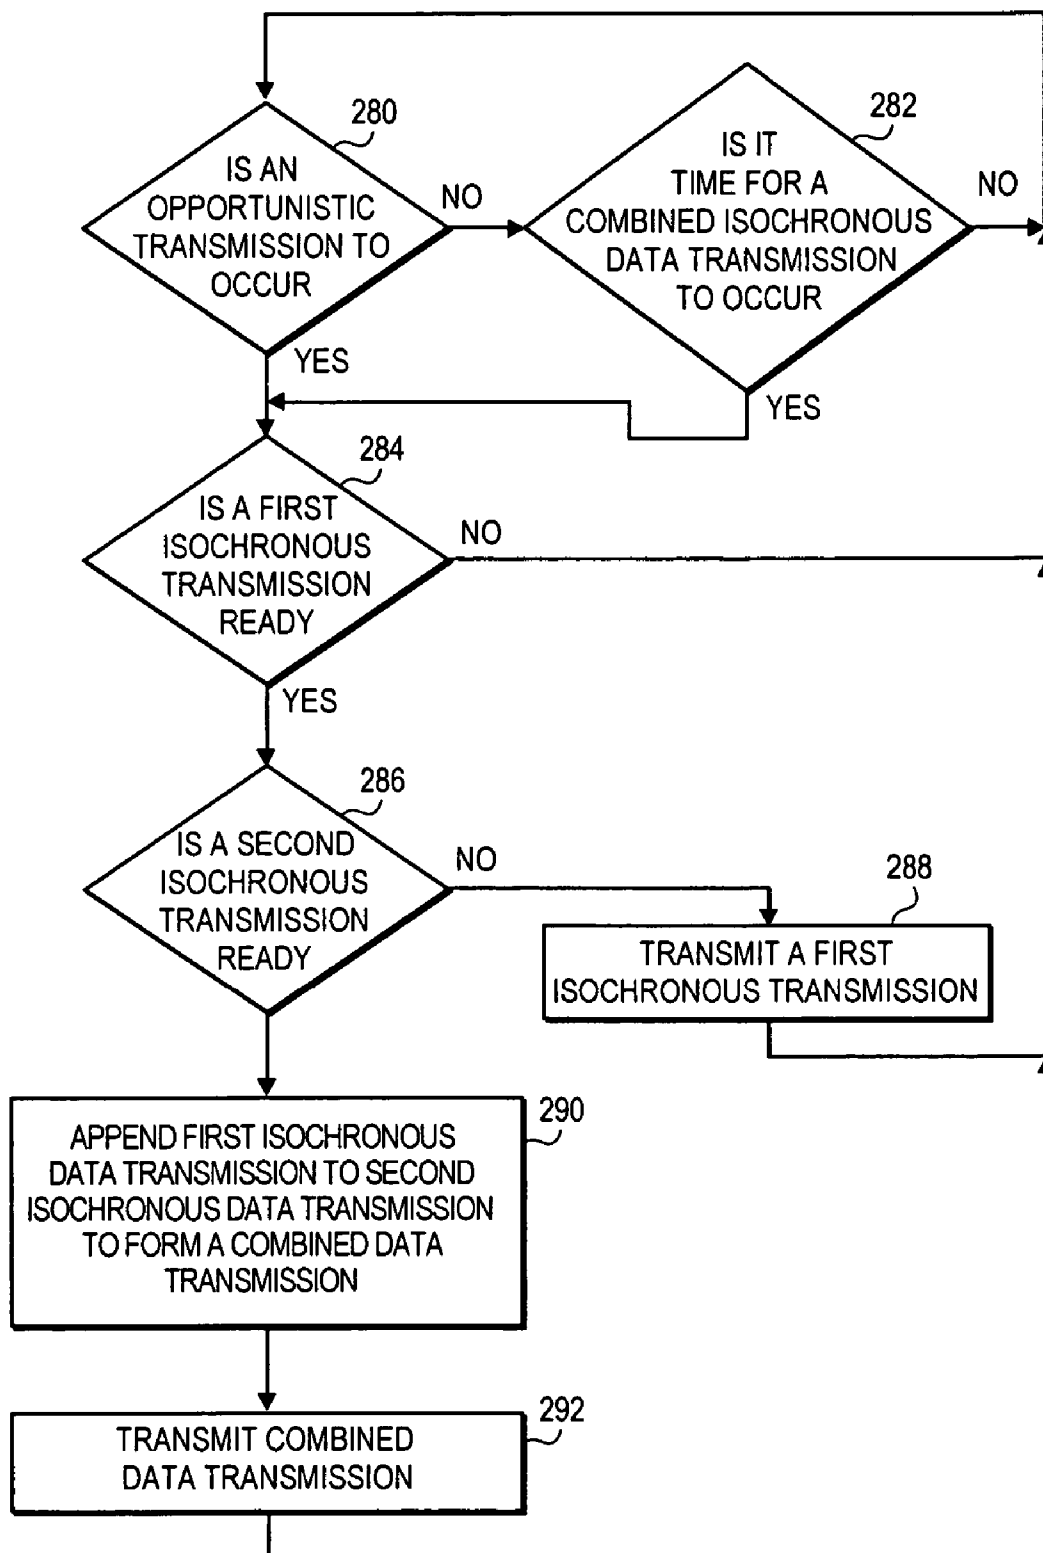 280
IS AN
OPPORTUNISTIC
TRANSMISSION TO
OCCUR
NO
YES
282
IS IT
TIME FOR A
COMBINED ISOCHRONOUS
DATA TRANSMISSION
TO OCCUR
NO
YES
284
IS A FIRST
ISOCHRONOUS
TRANSMISSION
READY
NO
YES
286
IS A SECOND
ISOCHRONOUS
TRANSMISSION
READY
NO
288
TRANSMIT A FIRST
ISOCHRONOUS TRANSMISSION
290
APPEND FIRST ISOCHRONOUS
DATA TRANSMISSION TO SECOND
ISOCHRONOUS DATA TRANSMISSION
TO FORM A COMBINED DATA
TRANSMISSION
292
TRANSMIT COMBINED
DATA TRANSMISSION